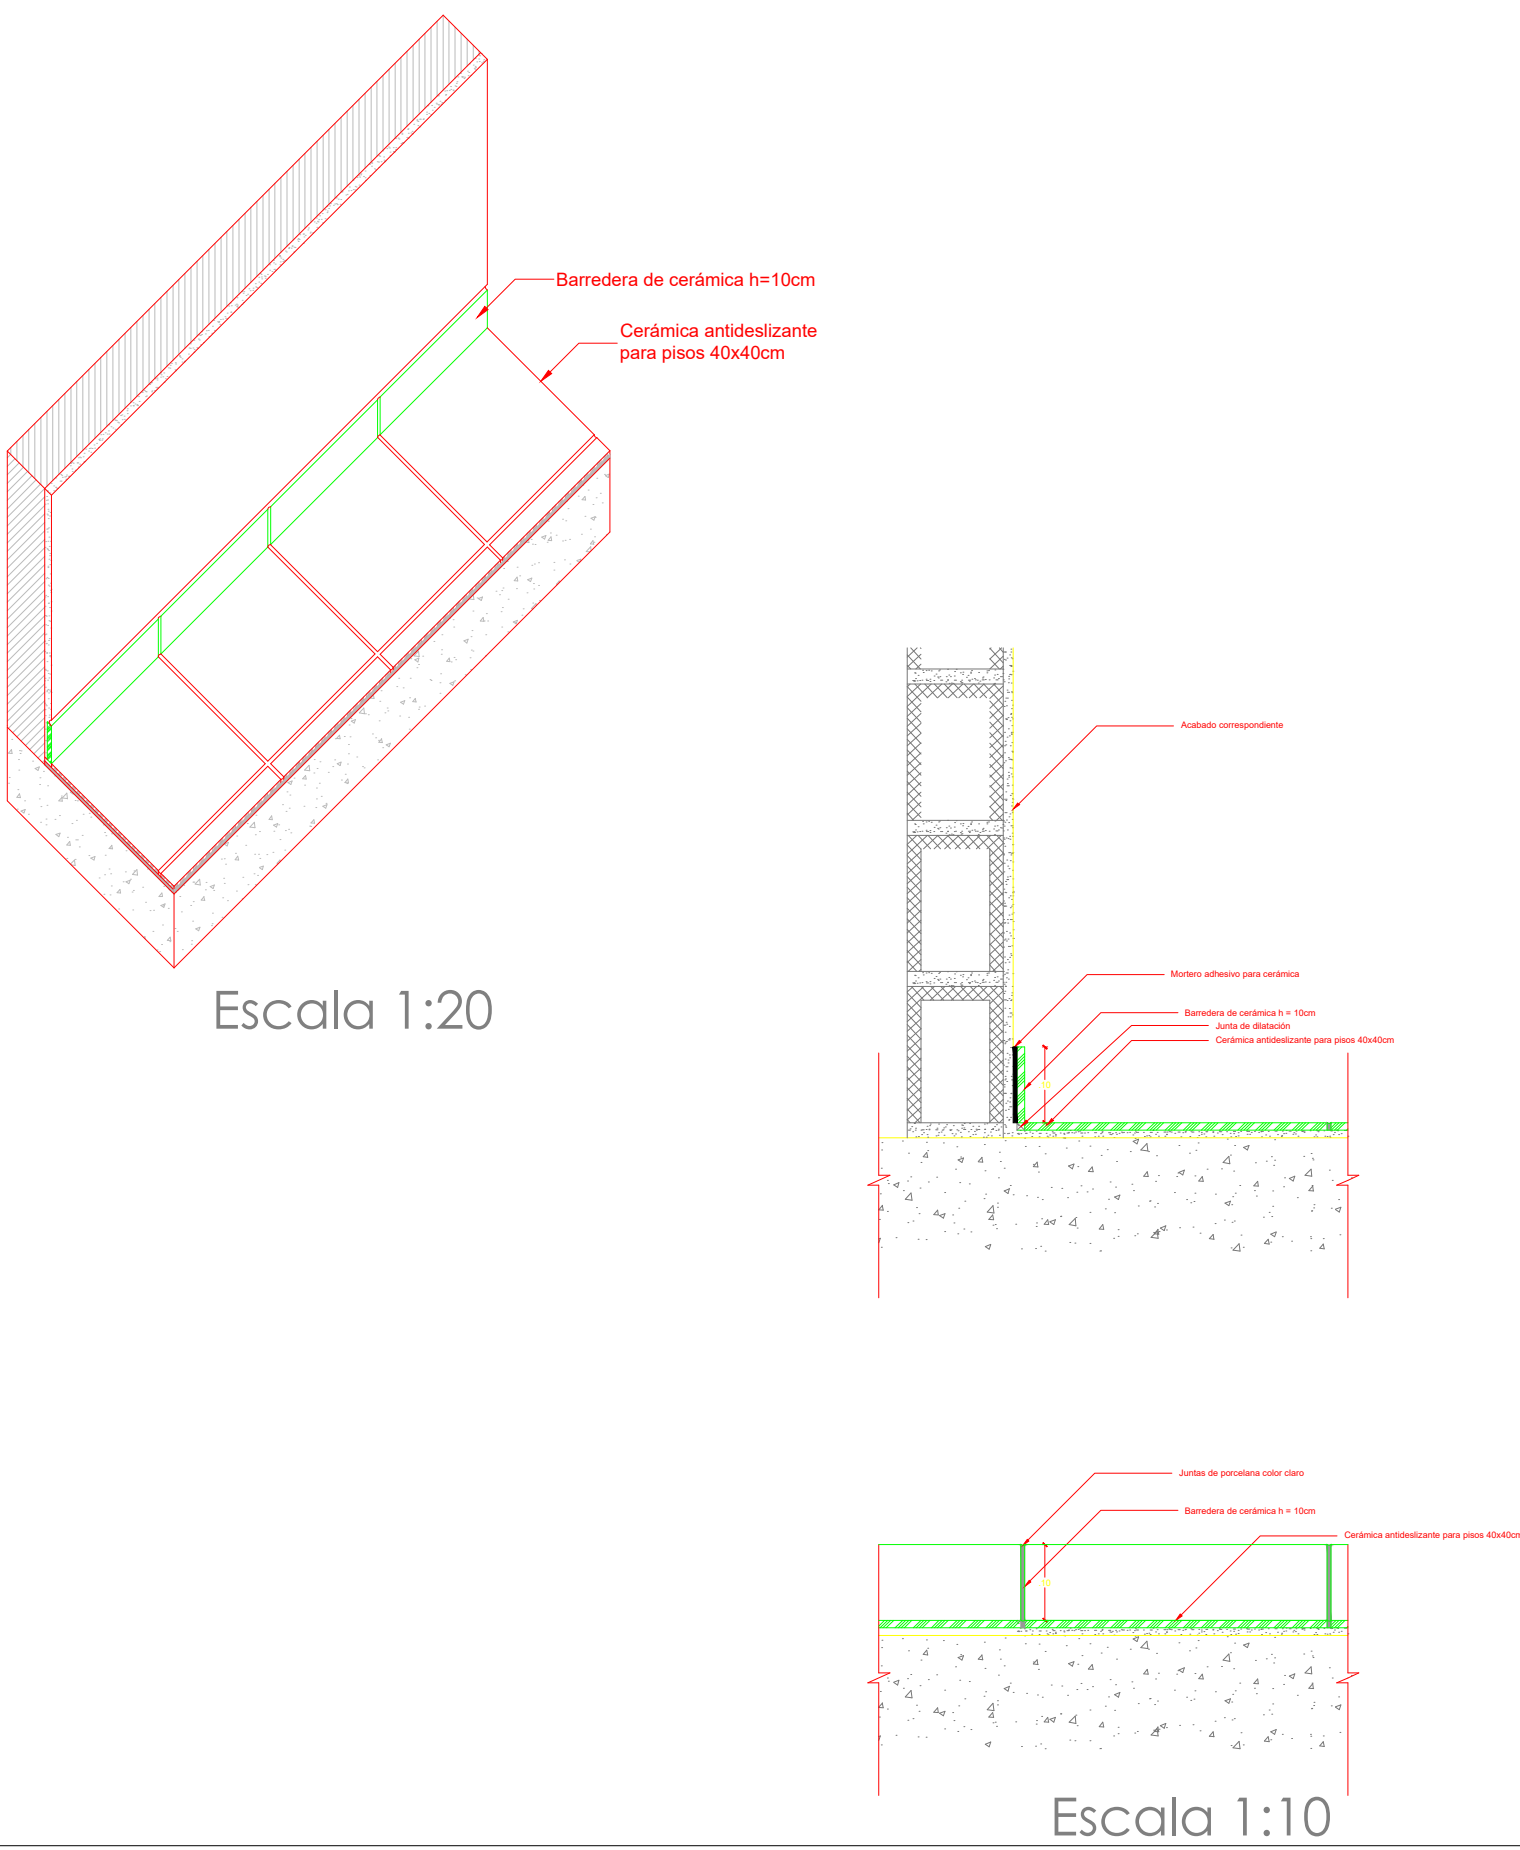 Barredera de cerámica h=10cm
Cerámica antideslizante
para pisos 40x40cm
Escala 1:20
Acabado correspondiente
Mortero adhesivo para cerámica
Barredera de cerámica h = 10cm
Junta de dilatación
Cerámica antideslizante para pisos 40x40cm
10
Juntas de porcelana color claro
Barredera de cerámica h = 10cm
Cerámica antideslizante para pisos 40x40cm
10
Escala 1:10